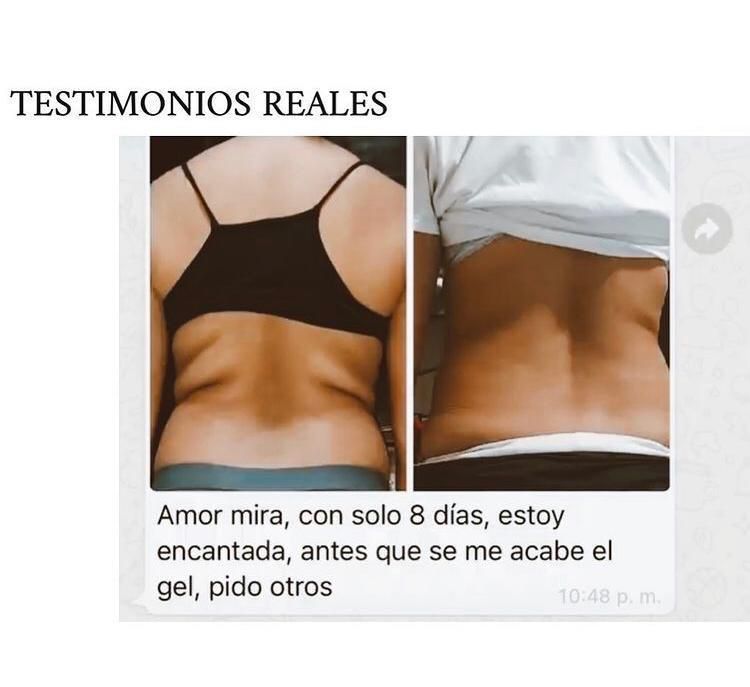 TESTIMONIOS REALES
Amor mira, con solo 8 días, estoy
encantada, antes que se me acabe el
gel, pido otros
10:48 p. m.